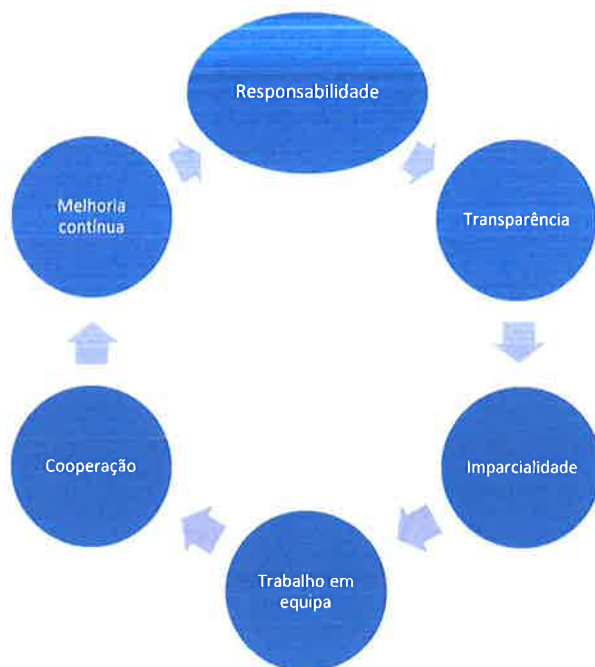 Responsabilidade
Transparência
Imparcialidade
Trabalho em
equipa
Cooperação
Melhoria
contínua